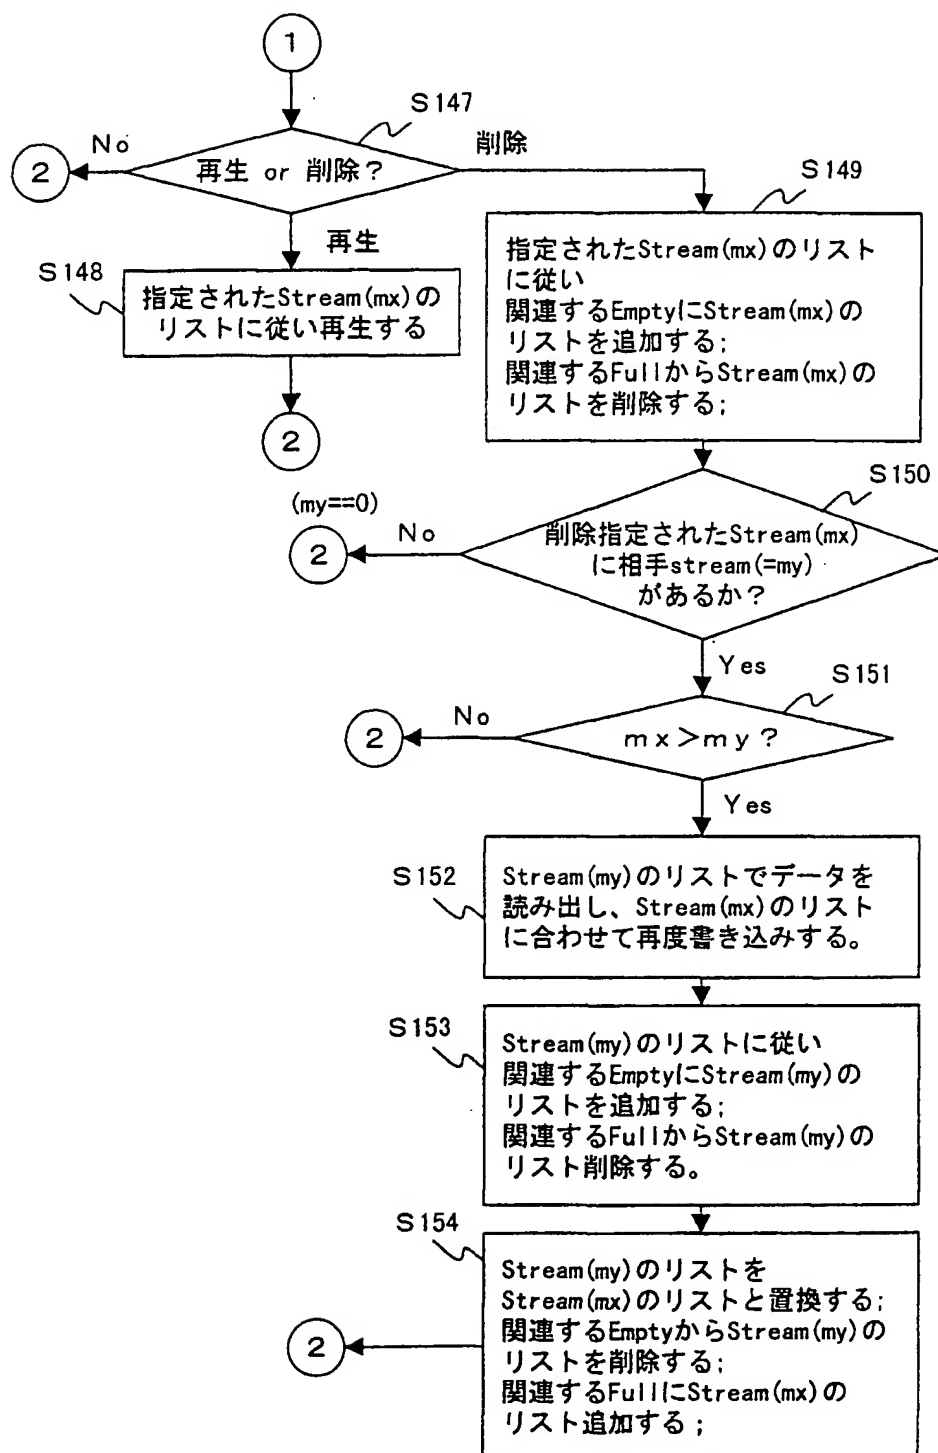 1
S147
No
2
再生 or 削除?
削除
再生
S148
指定されたStream(mx)の
リストに従い再生する
2
S149
指定されたStream(mx)のリスト
に従い
関連するEmptyにStream(mx)の
リストを追加する;
関連するFullからStream(mx)の
リストを削除する;
S150
(my==0)
2
No
削除指定されたStream(mx)
に相手stream(=my)
があるか?
Yes
S151
2
No
mx>my?
Yes
S152
Stream(my)のリストでデータを
読み出し、Stream(mx)のリスト
に合わせて再度書き込みする。
S153
Stream(my)のリストに従い
関連するEmptyにStream(my)の
リストを追加する;
関連するFullからStream(my)の
リスト削除する。
S154
2
Stream(my)のリストを
Stream(mx)のリストと置換する;
関連するEmptyからStream(my)の
リストを削除する;
関連するFullにStream(mx)の
リスト追加する;